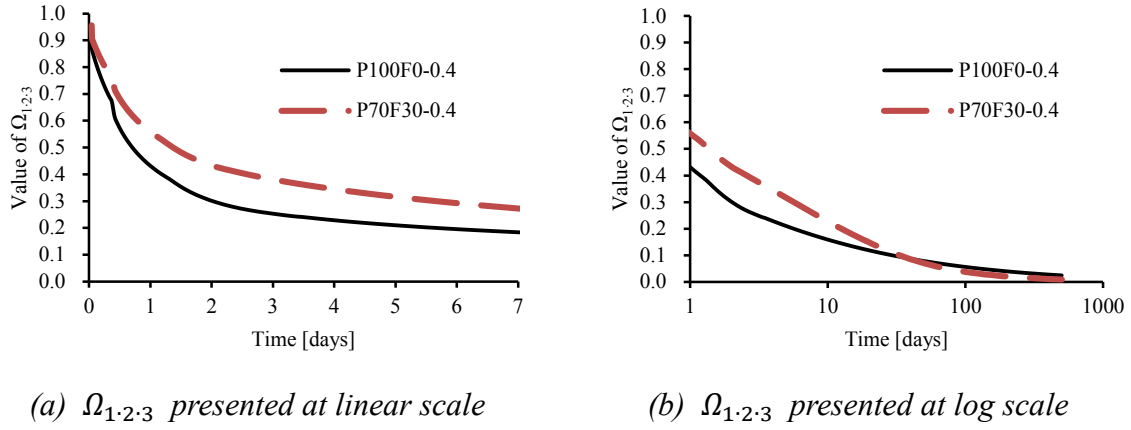 1.0
0.9
0.8
0.7
0.6
0.5
0.4
0.3
0.2
0.1
0.0
Value of Ω1·2·3
0 1 2 3 4 5 6 7
Time [days]
P100F0-0.4
P70F30-0.4
(a) Ω1·2·3 presented at linear scale
1.0
0.9
0.8
0.7
0.6
0.5
0.4
0.3
0.2
0.1
0.0
Value of Ω1·2·3
1 10 100 1000
Time [days]
P100F0-0.4
P70F30-0.4
(b) Ω1·2·3 presented at log scale